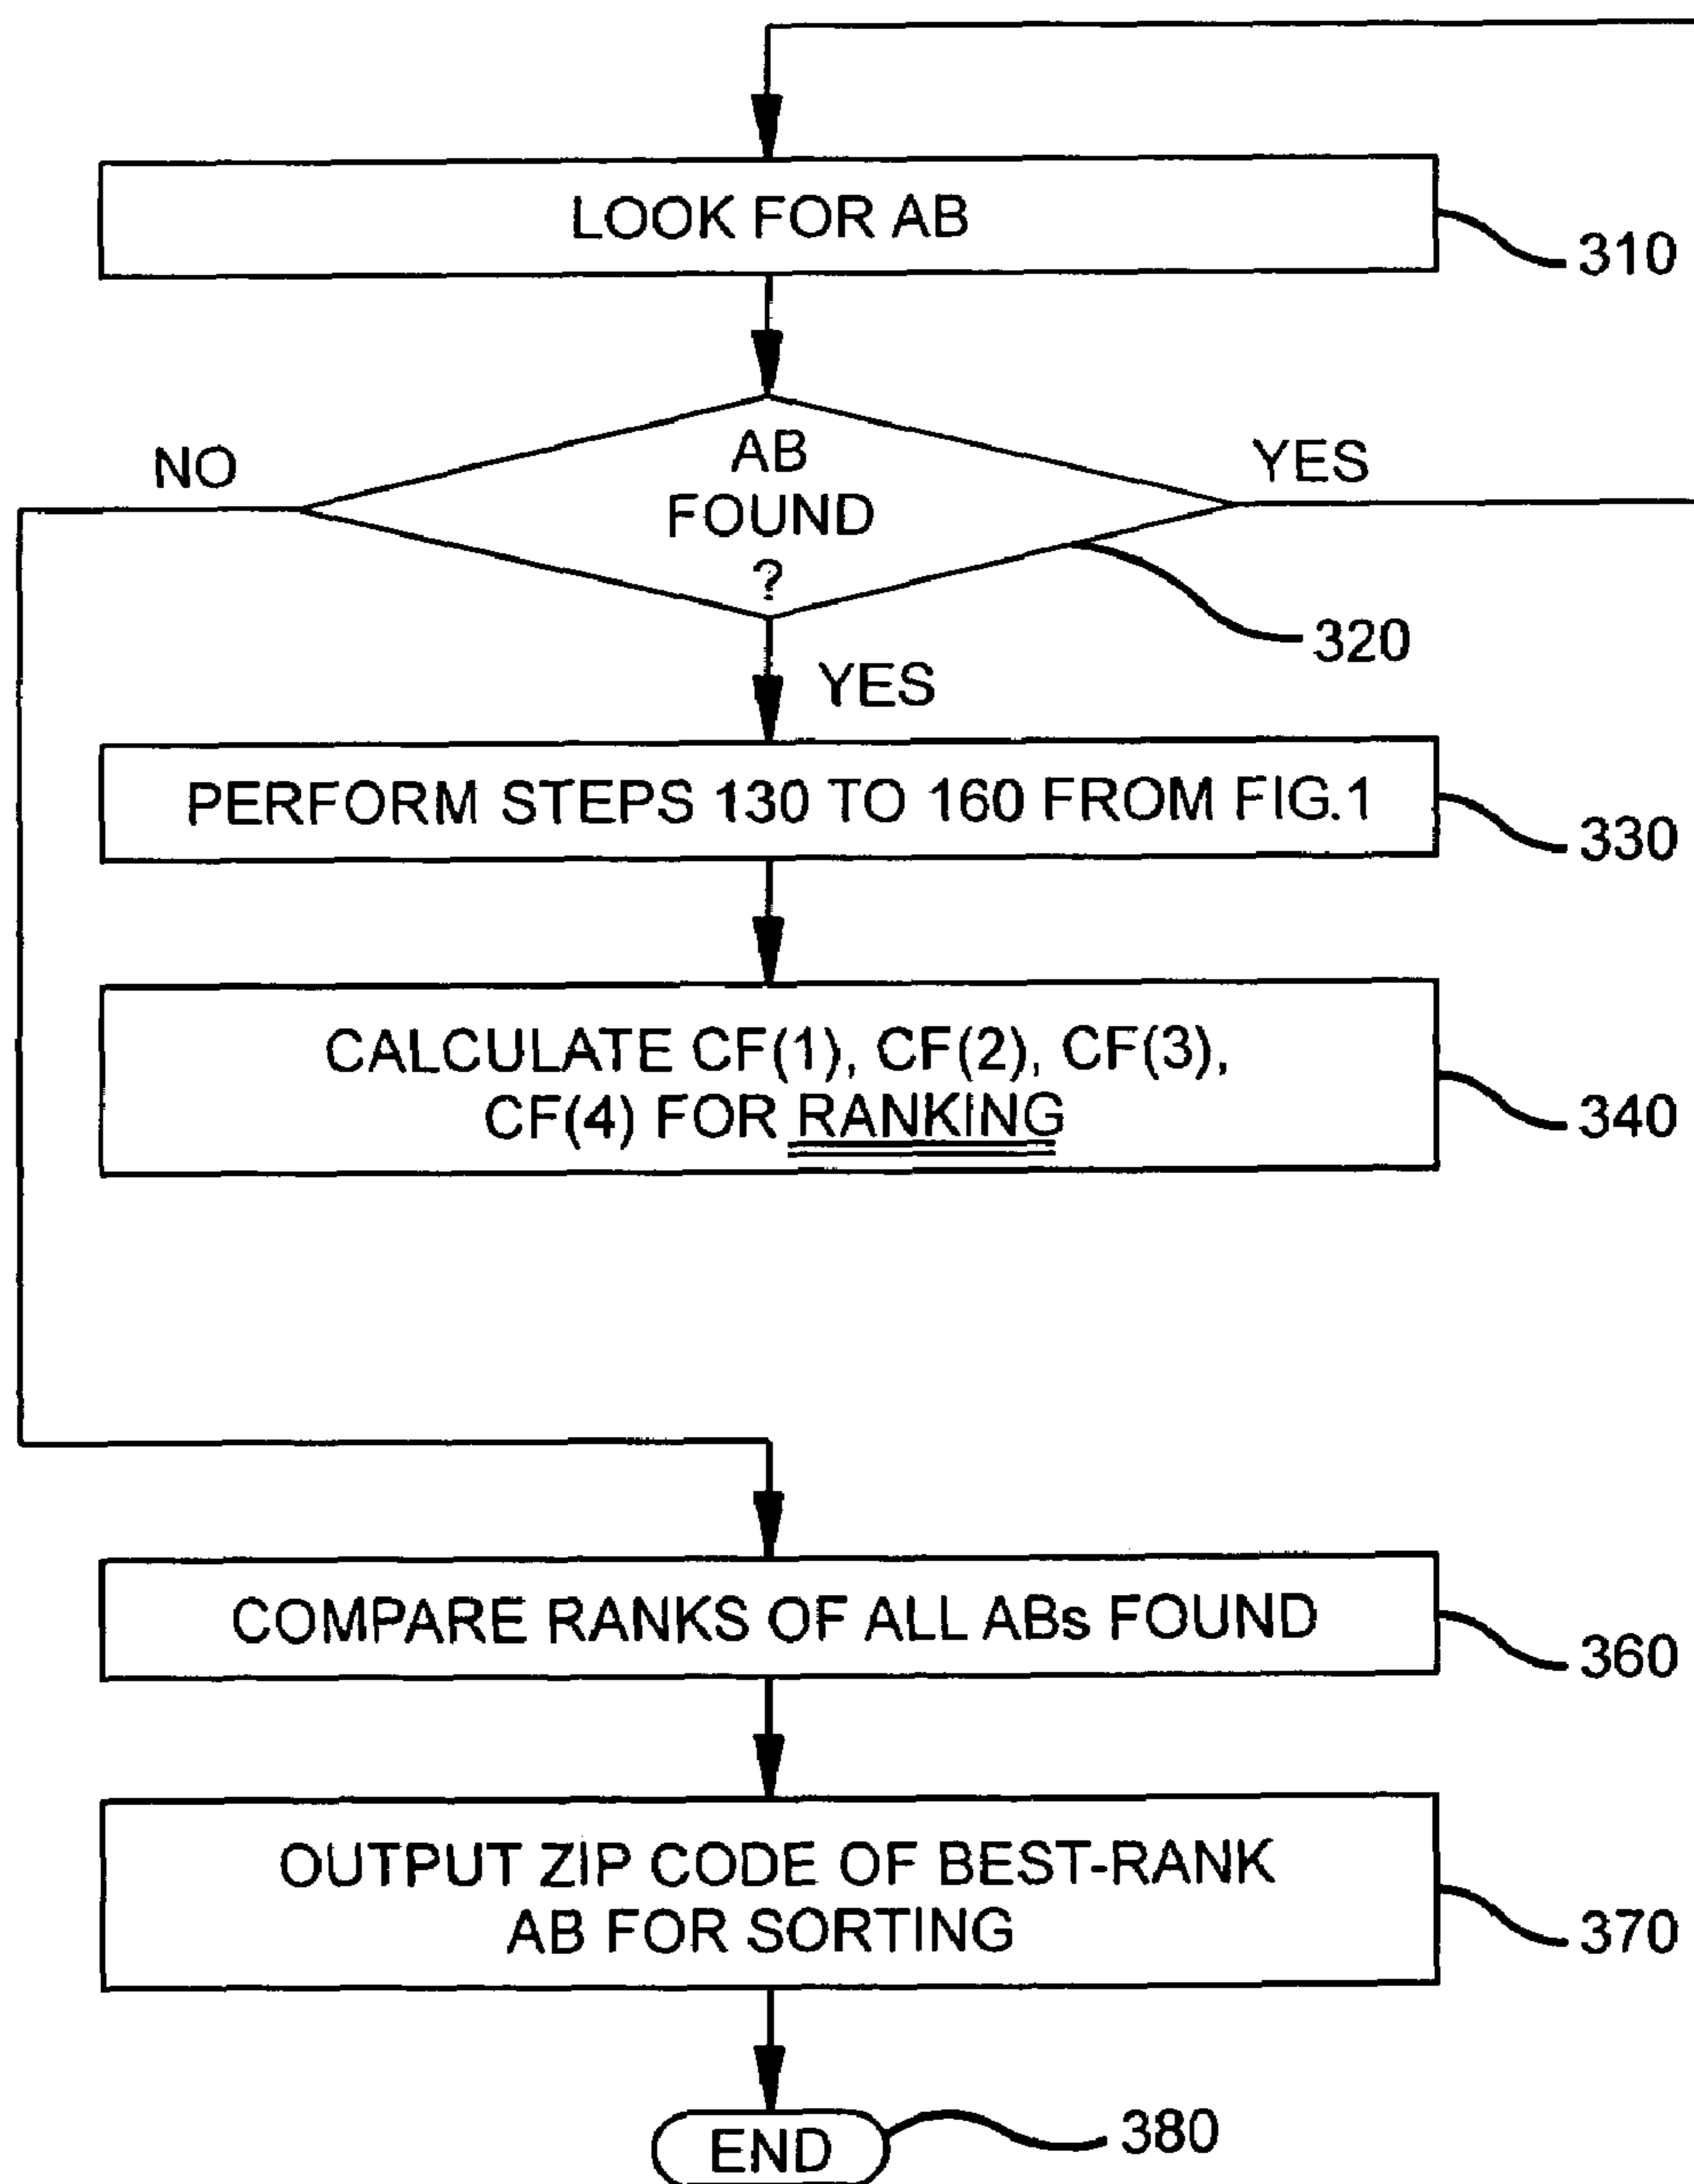 LOOK FOR AB
310
NO
AB
FOUND
?
YES
320
YES
PERFORM STEPS 130 TO 160 FROM FIG.1
330
CALCULATE CF(1), CF(2), CF(3),
CF(4) FOR RANKING
340
COMPARE RANKS OF ALL ABs FOUND
360
OUTPUT ZIP CODE OF BEST-RANK
AB FOR SORTING
370
END
380